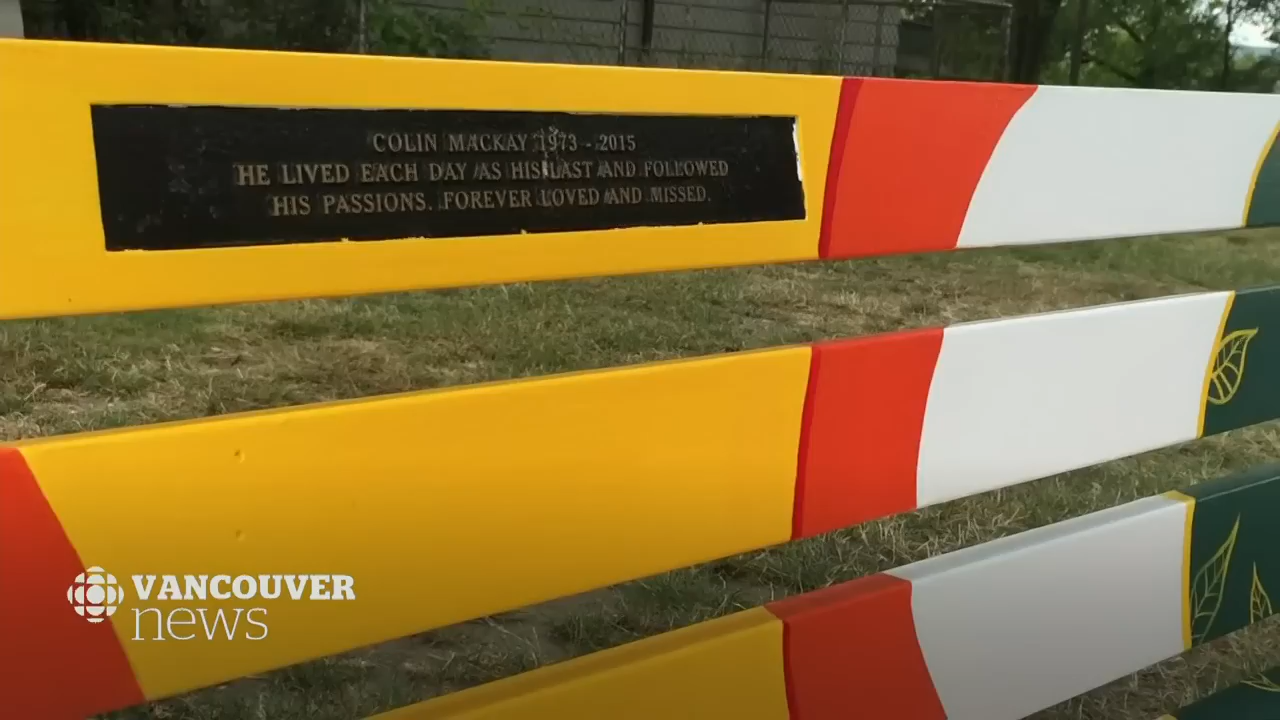 COLIN MACKAY 1973 - 2015
HE LIVED EACH DAY AS HIS LAST AND FOLLOWED
HIS PASSIONS. FOREVER LOVED AND MISSED.
VANCOUVER
news